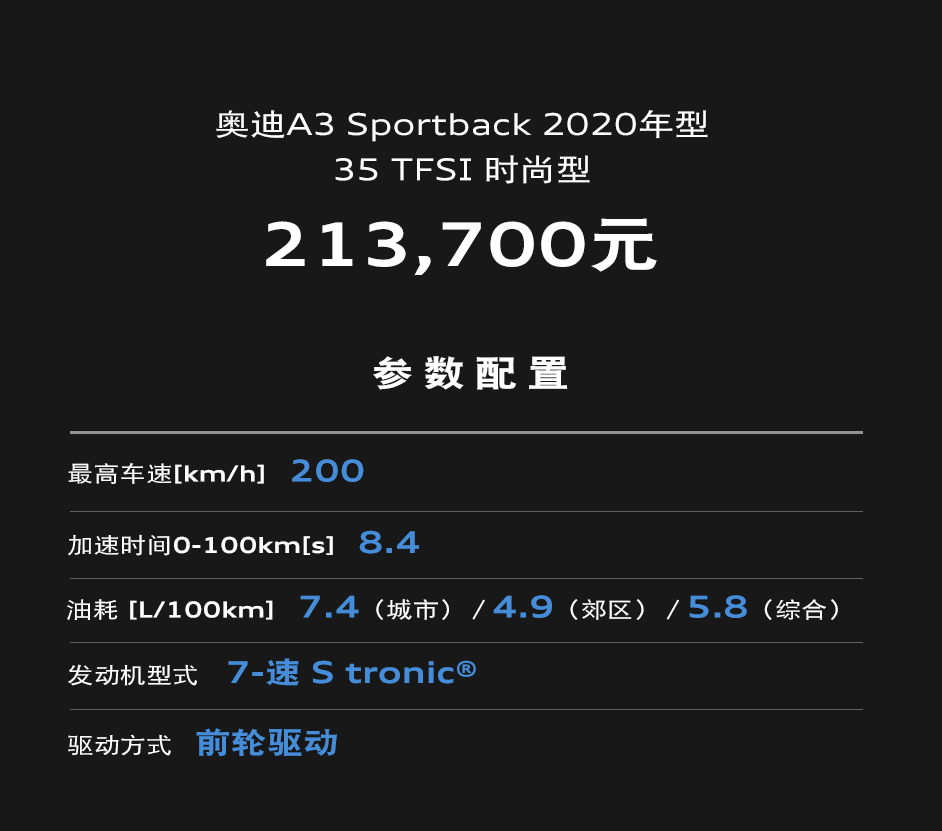 奥迪A3 Sportback 2020年型
35 TFSI 时尚型
213,700元
参数配置
最高车速[km/h] 200
加速时间0-100km[s] 8.4
油耗 [L/100km] 7.4（城市） / 4.9（郊区） / 5.8（综合）
发动机型式 7-速 S tronic®
驱动方式 前轮驱动